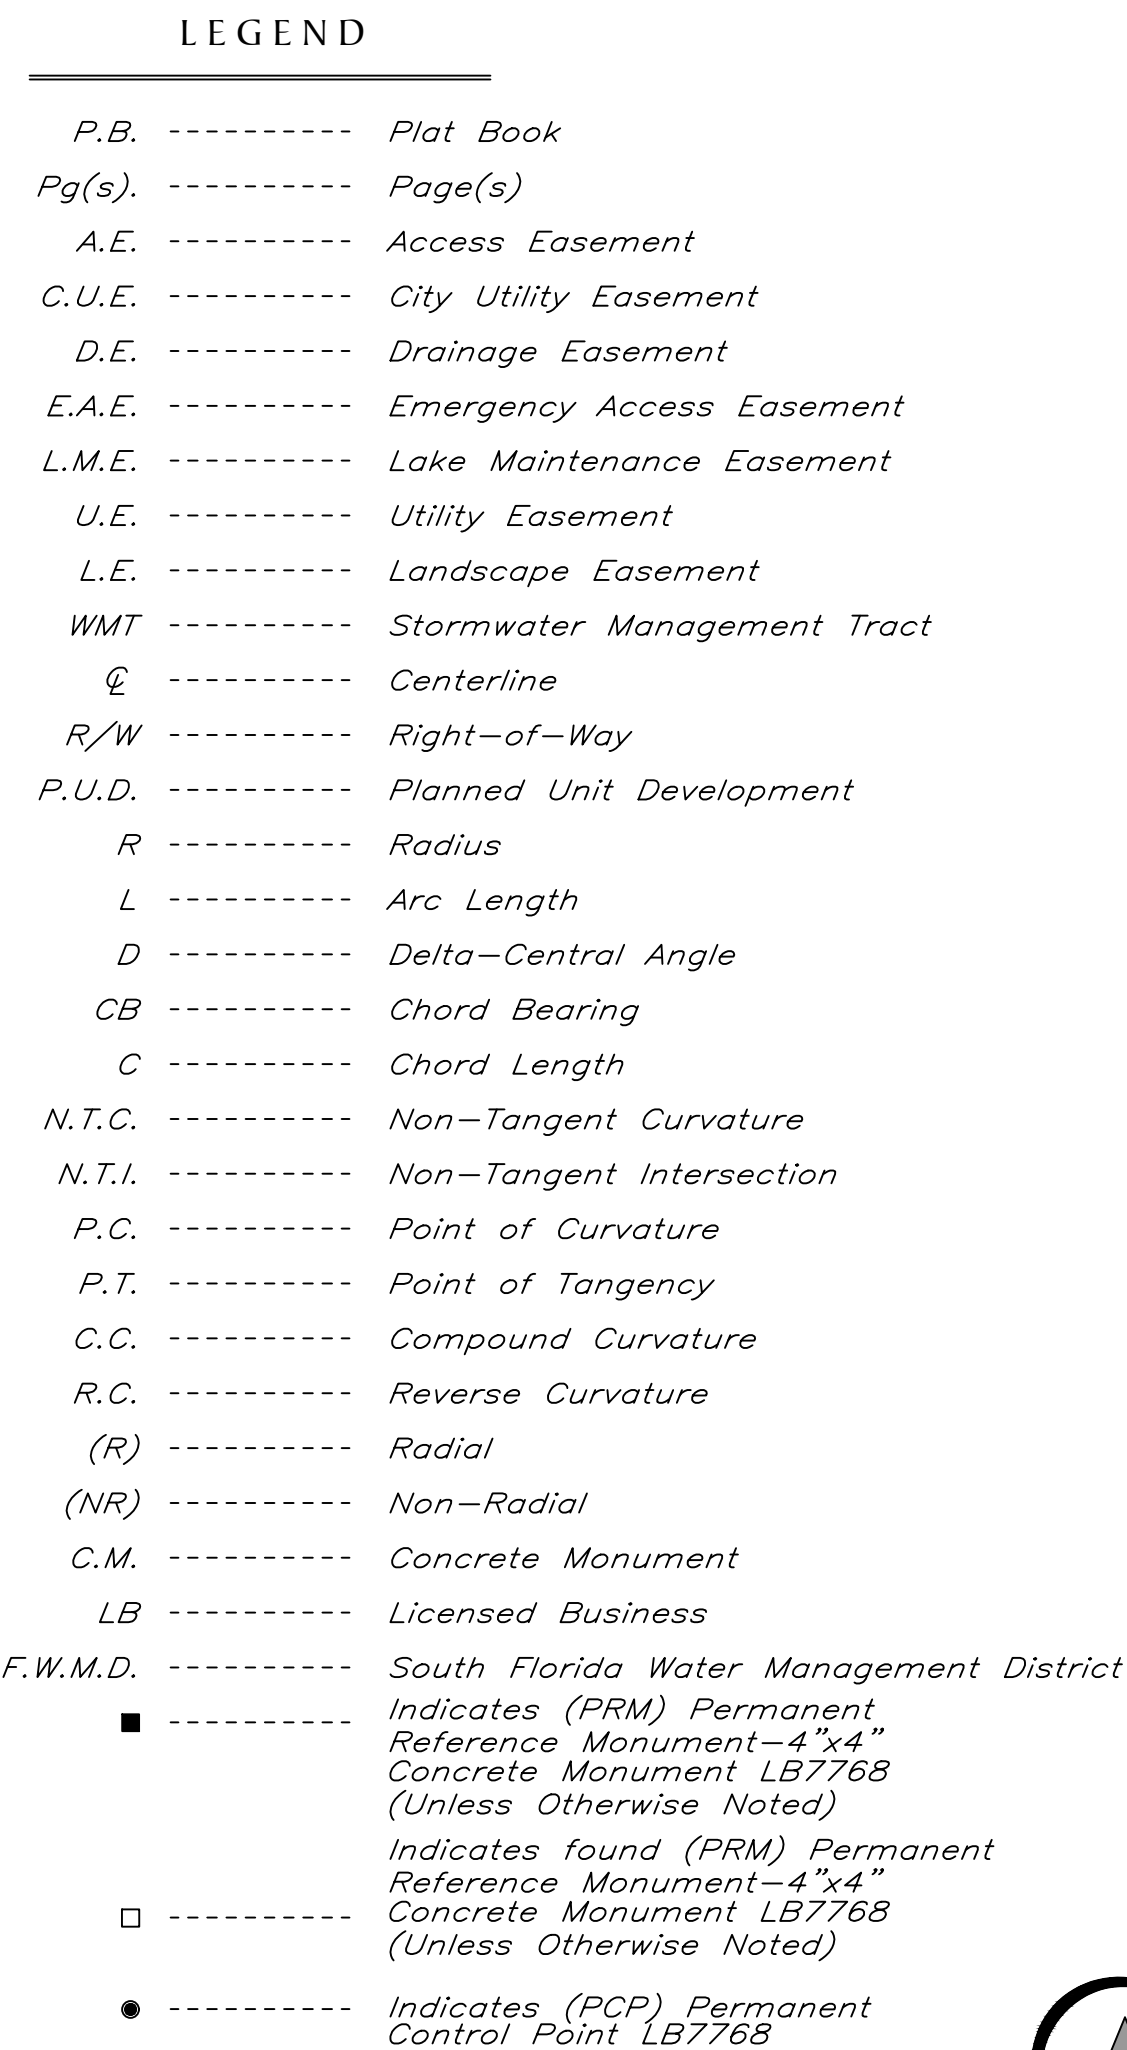 LEGEND
P.B. ---------- Plat Book
Pg(s). ---------- Page(s)
A.E. ---------- Access Easement
C.U.E. ---------- City Utility Easement
D.E. ---------- Drainage Easement
E.A.E. ---------- Emergency Access Easement
L.M.E. ---------- Lake Maintenance Easement
U.E. ---------- Utility Easement
L.E. ---------- Landscape Easement
WMT ---------- Stormwater Management Tract
℄ ---------- Centerline
R/W ---------- Right-of-Way
P.U.D. ---------- Planned Unit Development
R ---------- Radius
L ---------- Arc Length
D ---------- Delta-Central Angle
CB ---------- Chord Bearing
C ---------- Chord Length
N.T.C. ---------- Non-Tangent Curvature
N.T.I. ---------- Non-Tangent Intersection
P.C. ---------- Point of Curvature
P.T. ---------- Point of Tangency
C.C. ---------- Compound Curvature
R.C. ---------- Reverse Curvature
(R) ---------- Radial
(NR) ---------- Non-Radial
C.M. ---------- Concrete Monument
LB ---------- Licensed Business
F.W.M.D. ---------- South Florida Water Management District
■ ---------- Indicates (PRM) Permanent
Reference Monument-4"x4"
Concrete Monument LB7768
(Unless Otherwise Noted)
Indicates found (PRM) Permanent
Reference Monument-4"x4"
□ ---------- Concrete Monument LB7768
(Unless Otherwise Noted)
◉ ---------- Indicates (PCP) Permanent
Control Point LB7768